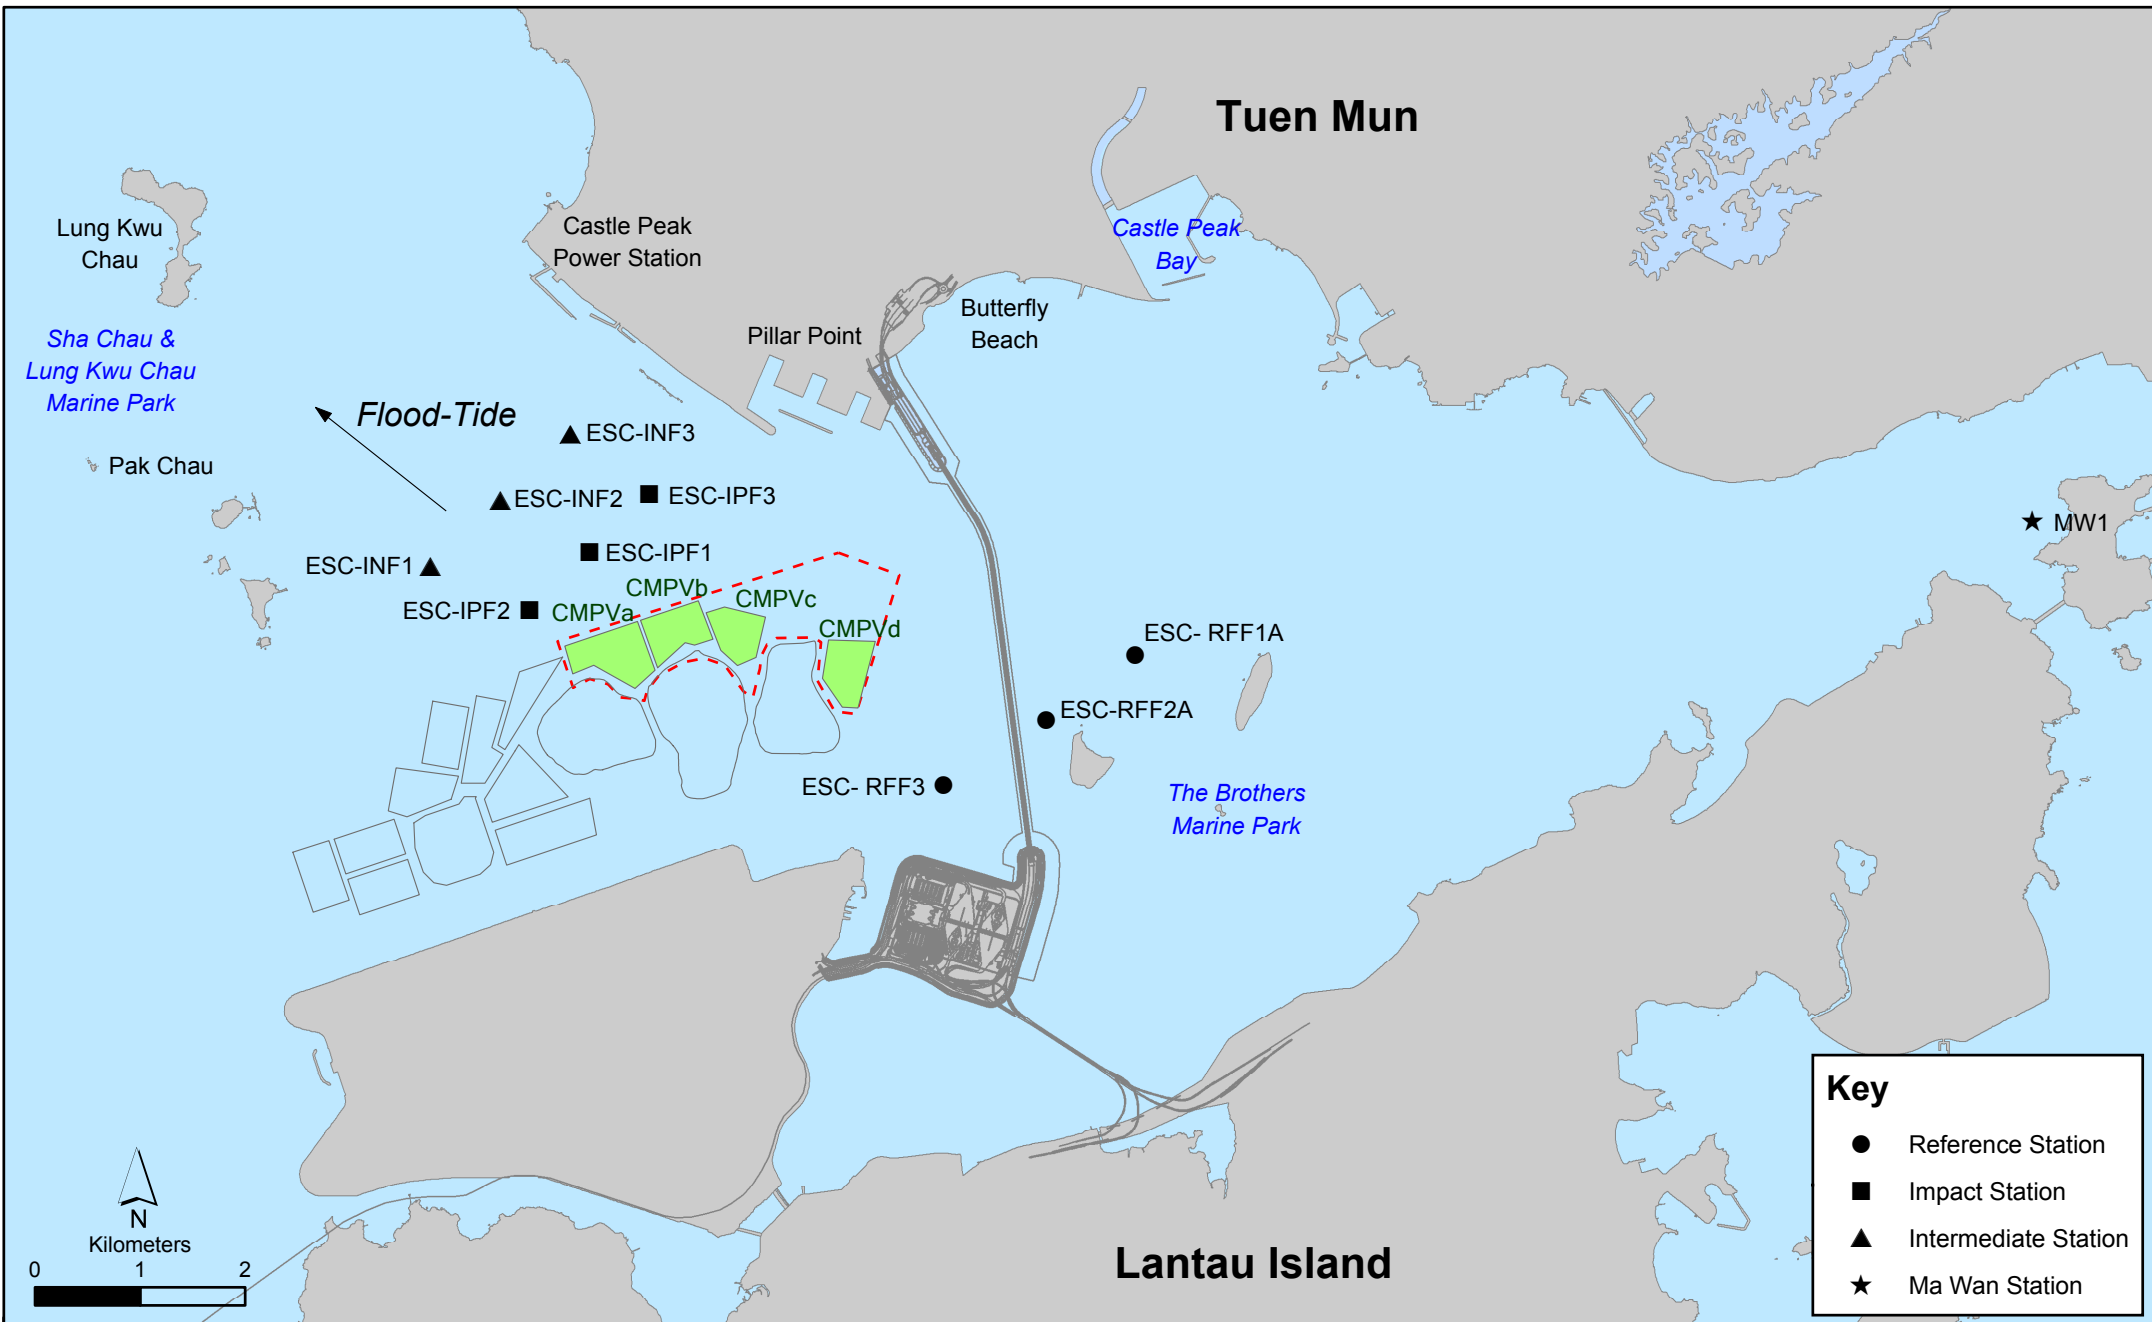 Tuen Mun
Lung Kwu
Chau
Castle Peak
Power Station
Castle Peak
Bay
Butterfly
Beach
Pillar Point
Sha Chau &
Lung Kwu Chau
Marine Park
Flood-Tide
ESC-INF3
Pak Chau
ESC-INF2
ESC-IPF3
MW1
ESC-INF1
ESC-IPF1
CMPVb
ESC-IPF2
CMPVa
CMPVc
CMPVd
ESC- RFF1A
ESC-RFF2A
ESC- RFF3
The Brothers
Marine Park
N
Kilometers
0 1 2
Lantau Island
Key
Reference Station
Impact Station
Intermediate Station
Ma Wan Station